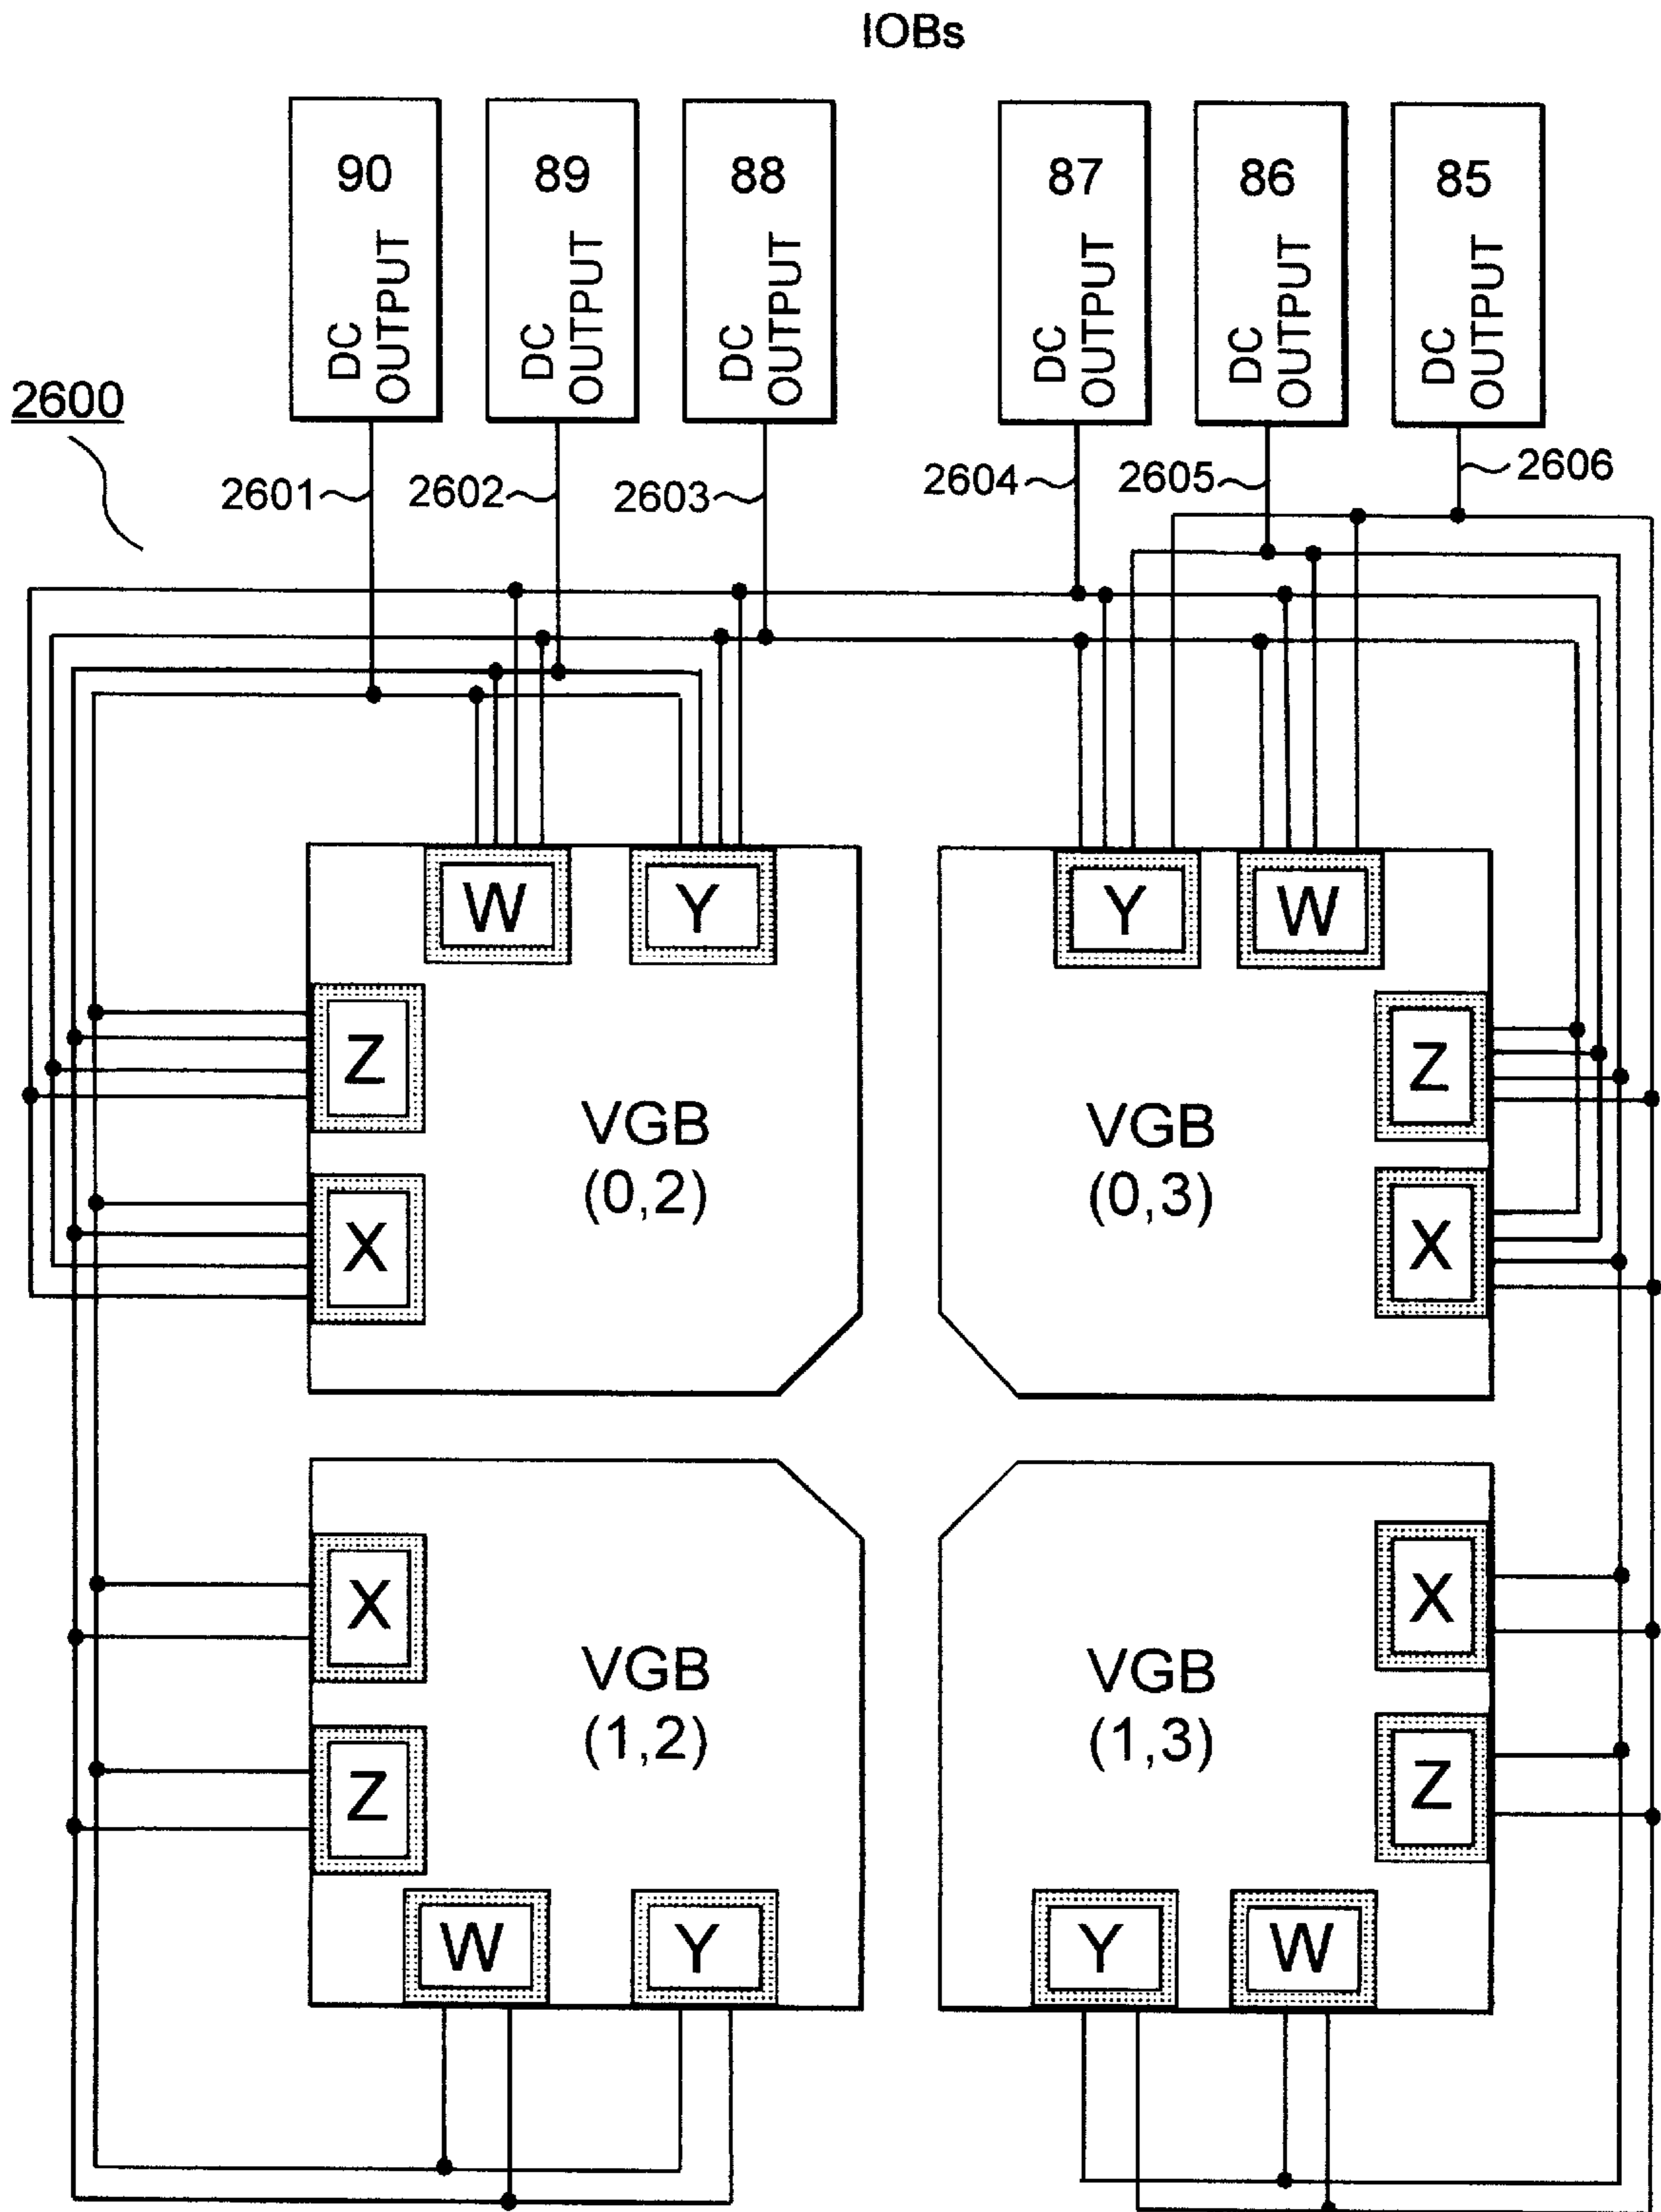 IOBs
90
DC
OUTPUT
89
DC
OUTPUT
88
DC
OUTPUT
87
DC
OUTPUT
86
DC
OUTPUT
85
DC
OUTPUT
2600
2601
2602
2603
2604
2605
2606
W
Y
Y
W
Z
Z
VGB
(0,2)
VGB
(0,3)
X
X
X
X
VGB
(1,2)
VGB
(1,3)
Z
Z
W
Y
Y
W